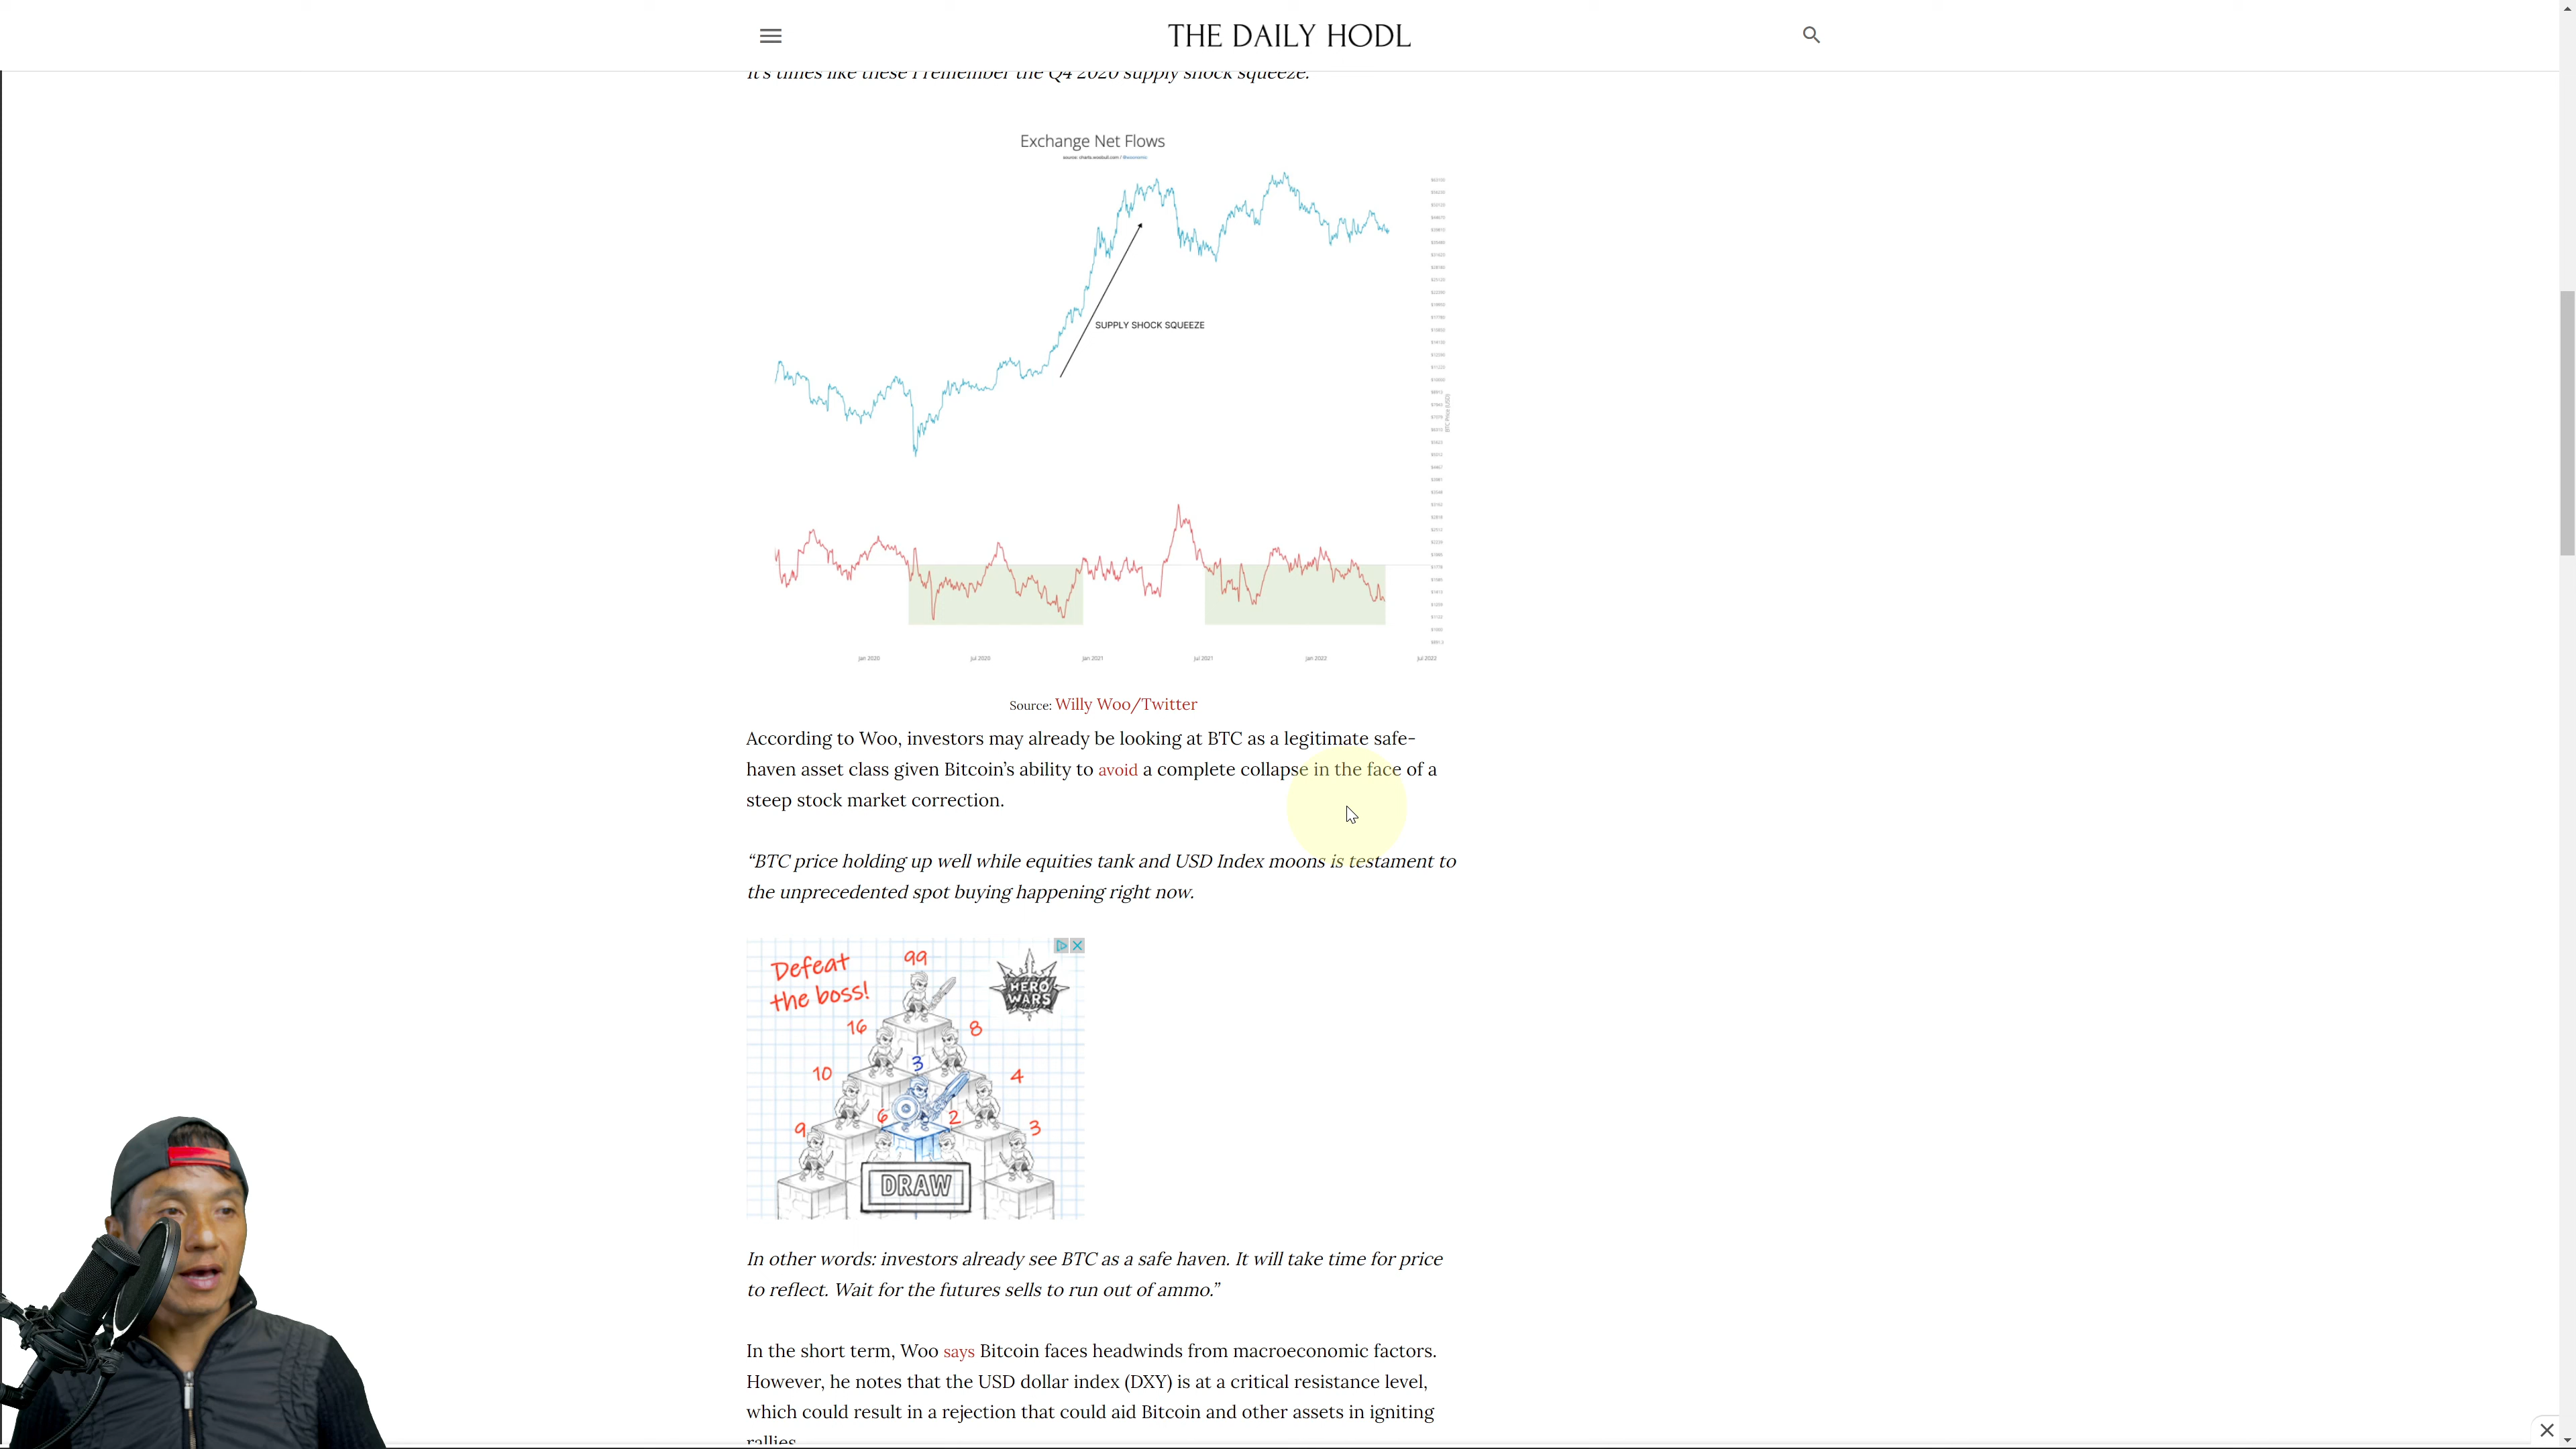 THE DAILY HODL
It's times like these I remember the Q4 2020 supply shock squeeze.
Exchange Net Flows
source: charts.woobull.com / @woonomic
SUPPLY SHOCK SQUEEZE
BTC Price (USD)
Jan 2020 Jul 2020 Jan 2021 Jul 2021 Jan 2022 Jul 2022
Source: Willy Woo/Twitter
According to Woo, investors may already be looking at BTC as a legitimate safe-
haven asset class given Bitcoin's ability to avoid a complete collapse in the face of a
steep stock market correction.
“BTC price holding up well while equities tank and USD Index moons is testament to
the unprecedented spot buying happening right now.
Defeat
the boss!
99
HERO
WARS
16 8
3
10 4
6 2
9 3
DRAW
In other words: investors already see BTC as a safe haven. It will take time for price
to reflect. Wait for the futures sells to run out of ammo.”
In the short term, Woo says Bitcoin faces headwinds from macroeconomic factors.
However, he notes that the USD dollar index (DXY) is at a critical resistance level,
which could result in a rejection that could aid Bitcoin and other assets in igniting
rallies